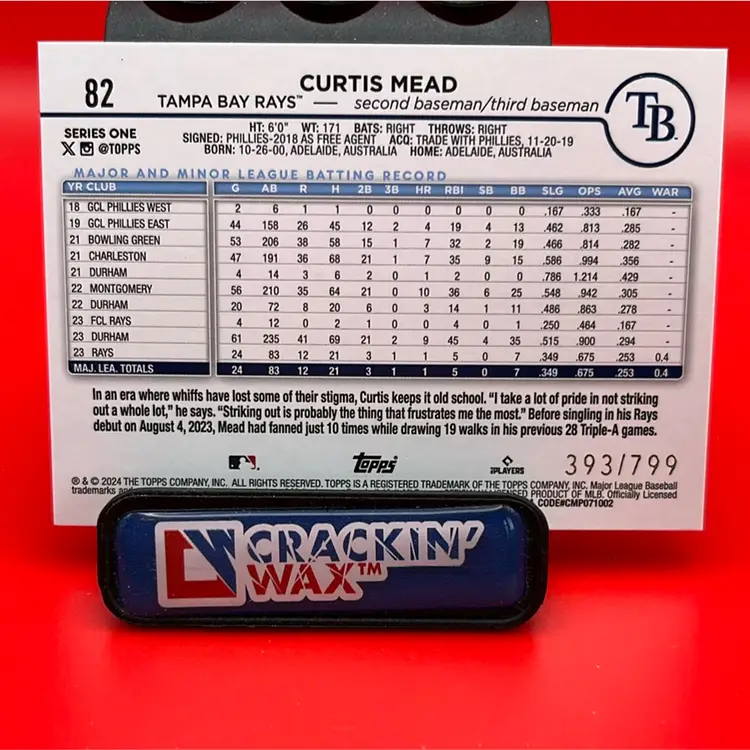 82
CURTIS MEAD
TAMPA BAY RAYS™ — second baseman/third baseman
TB
SERIES ONE
X @TOPPS
HT: 6'0" WT: 171 BATS: RIGHT THROWS: RIGHT
SIGNED: PHILLIES-2018 AS FREE AGENT ACQ: TRADE WITH PHILLIES, 11-20-19
BORN: 10-26-00, ADELAIDE, AUSTRALIA HOME: ADELAIDE, AUSTRALIA
MAJOR AND MINOR LEAGUE BATTING RECORD
YR CLUB G AB R H 2B 3B HR RBI SB BB SLG OPS AVG WAR
18 GCL PHILLIES WEST 2 6 1 1 0 0 0 0 0 0 .167 .333 .167 -
19 GCL PHILLIES EAST 44 158 26 45 12 2 4 19 4 13 .462 .813 .285 -
21 BOWLING GREEN 53 206 38 58 15 1 7 32 2 19 .466 .814 .282 -
21 CHARLESTON 47 191 36 68 21 1 7 35 9 15 .586 .994 .356 -
21 DURHAM 4 14 3 6 2 0 1 2 0 0 .786 1.214 .429 -
22 MONTGOMERY 56 210 35 64 21 0 10 36 6 25 .548 .942 .305 -
22 DURHAM 20 72 8 20 6 0 3 14 1 11 .486 .863 .278 -
23 FCL RAYS 4 12 0 2 1 0 0 4 0 1 .250 .464 .167 -
23 DURHAM 61 235 41 69 21 2 9 45 4 35 .515 .900 .294 -
23 RAYS 24 83 12 21 3 1 1 5 0 7 .349 .675 .253 0.4
MAJ. LEA. TOTALS 24 83 12 21 3 1 1 5 0 7 .349 .675 .253 0.4
In an era where whiffs have lost some of their stigma, Curtis keeps it old school. "I take a lot of pride in not striking
out a whole lot," he says. "Striking out is probably the thing that frustrates me the most." Before singling in his Rays
debut on August 4, 2023, Mead had fanned just 10 times while drawing 19 walks in his previous 28 Triple-A games.
Topps
PLAYERS
393/799
® & © 2024 THE TOPPS COMPANY, INC. ALL RIGHTS RESERVED. TOPPS IS A REGISTERED TRADEMARK OF THE TOPPS COMPANY, INC. Major League Baseball
trademarks and PRODUCT OF MLB. Officially Licensed
CODE#CMP071002
CW CRACKIN'
WAX™